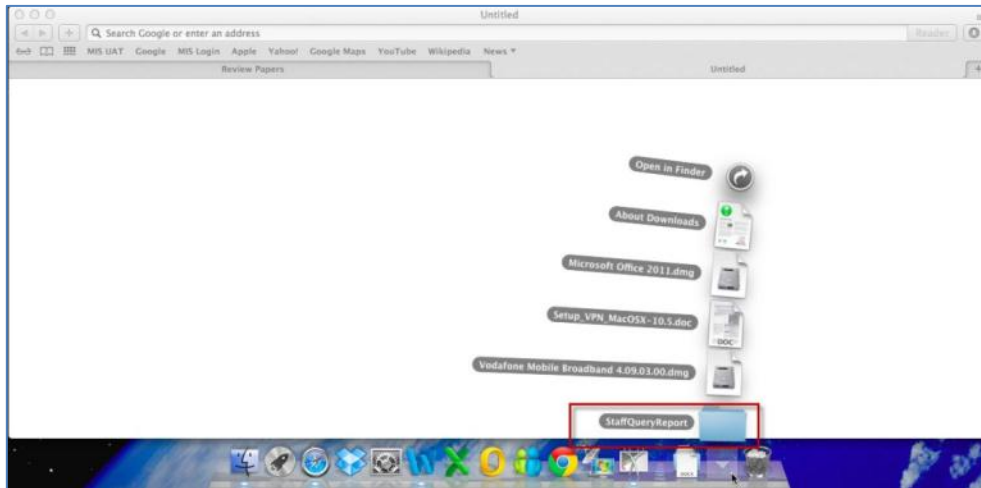 Untitled
Search Google or enter an address
Reader
MIS UAT Google MIS Login Apple Yahoo! Google Maps YouTube Wikipedia News
Review Papers Untitled
Open in Finder
About Downloads
Microsoft Office 2011.dmg
Setup_VPN_MacOSX-10.5.doc
DOC
Vodafone Mobile Broadband 4.09.03.00.dmg
StaffQueryReport
DOCX